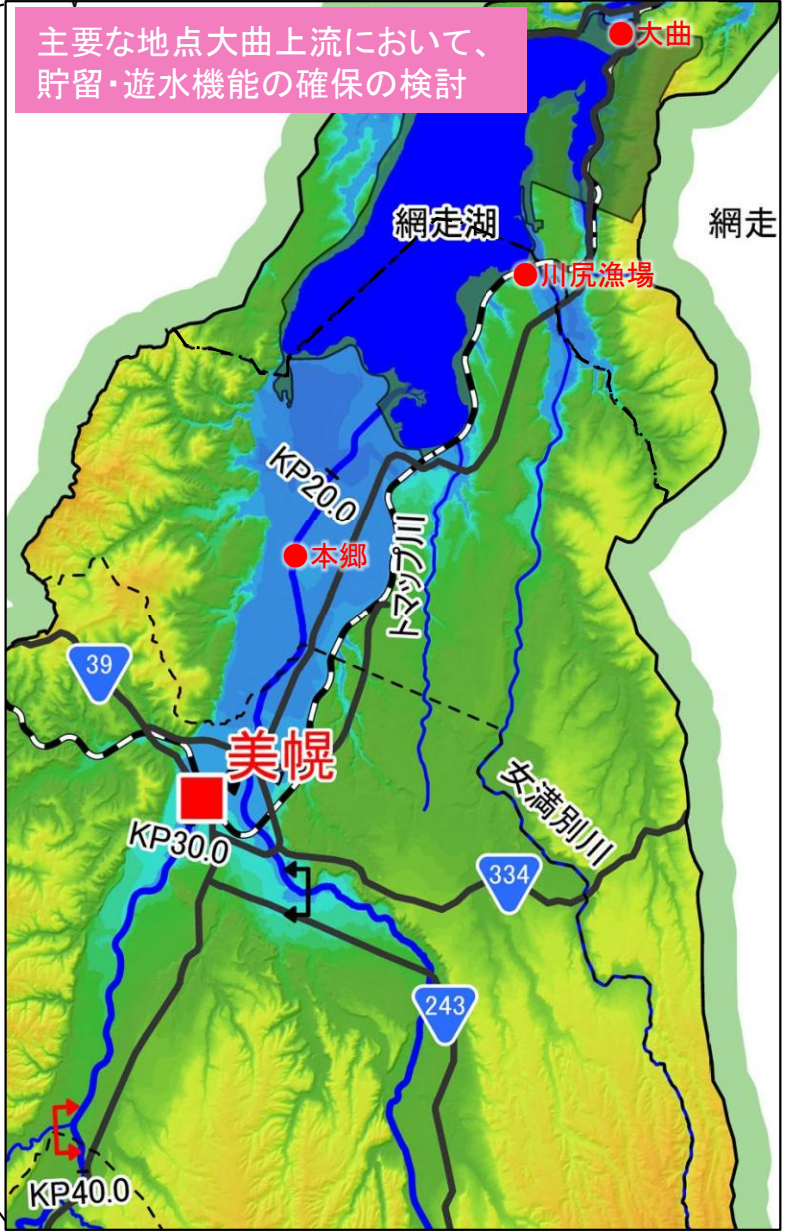 主要な地点大曲上流において、
貯留・遊水機能の確保の検討
大曲
網走湖
網走
川尻漁場
KP20.0
本郷
トマップ川
39
美幌
KP30.0
女満別川
334
243
KP40.0